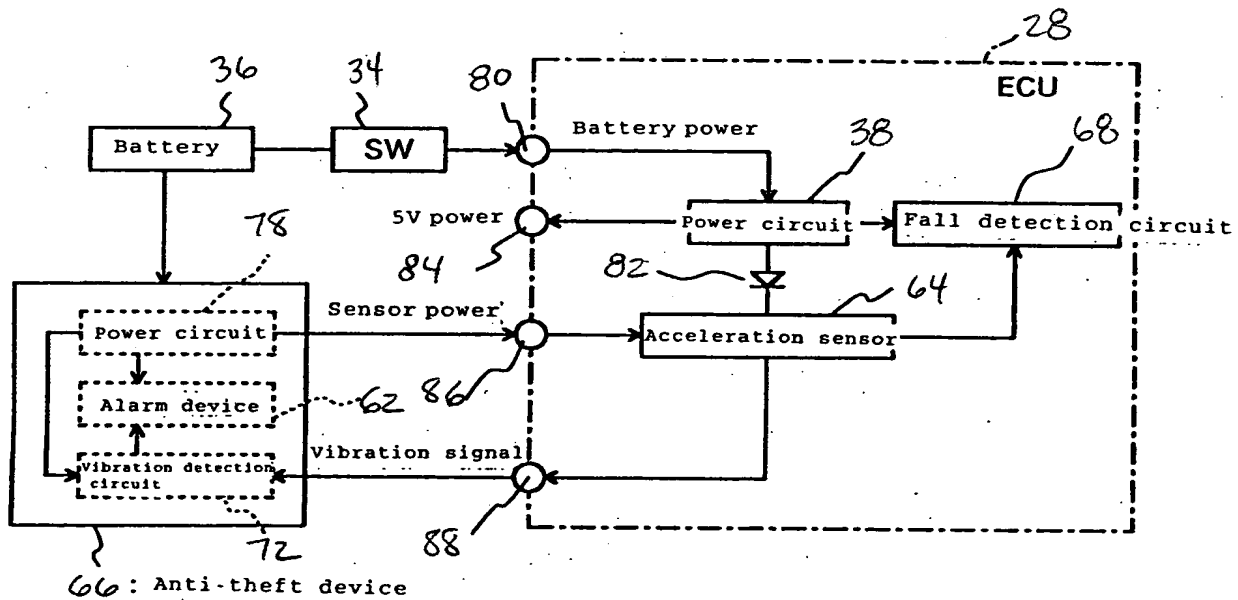 28
ECU
36
34
80
Battery
SW
Battery power
38
68
5V power
Power circuit
Fall detection circuit
84
78
82
64
Sensor power
Power circuit
Acceleration sensor
86
Alarm device
62
Vibration signal
Vibration detection
circuit
88
72
66 : Anti-theft device